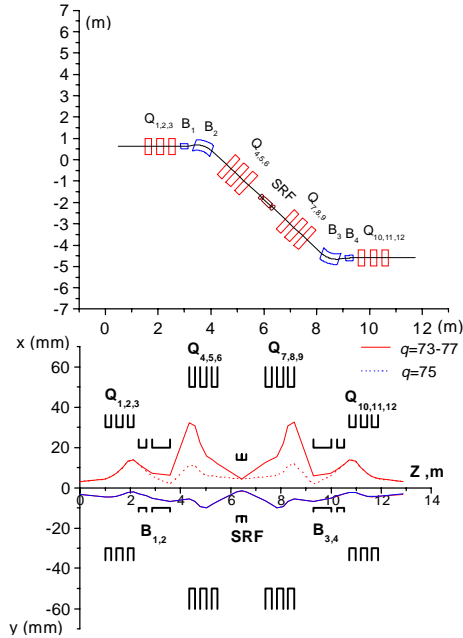 7
(m)
6
5
4
3
2
1
0
-1
-2
-3
-4
-5
-6
-7
Q1,2,3
B1
B2
Q4,5,6
SRF
Q7,8,9
B3
B4
Q10,11,12
0
2
4
6
8
10
12
(m)
x (mm)
60
40
20
0
-20
-40
-60
y (mm)
q=73-77
q=75
Q1,2,3
Q4,5,6
Q7,8,9
Q10,11,12
0
2
4
6
8
10
12
14
Z ,m
B1,2
SRF
B3,4